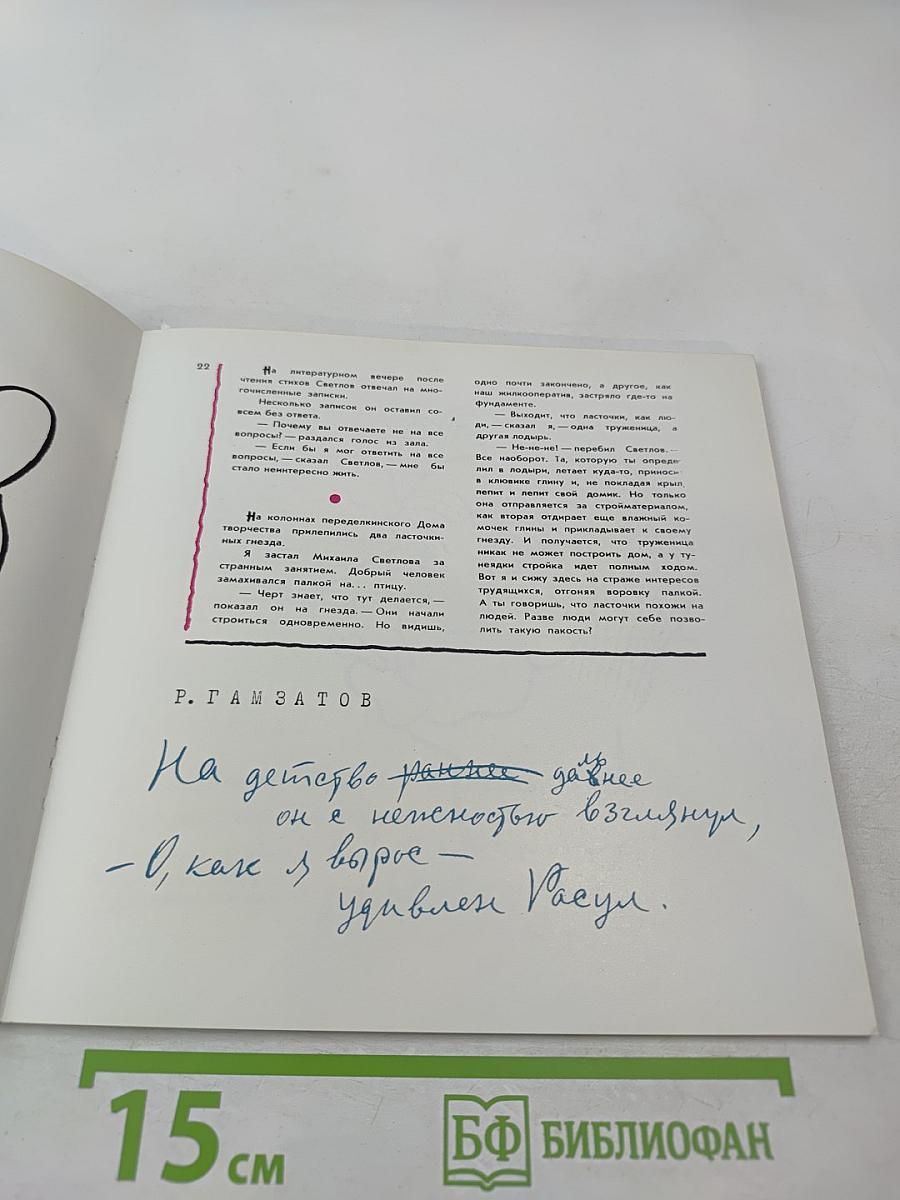 22
На литературном вечере после
чтения стихов Светлов отвечал на мно-
гочисленные записки.
Несколько записок он оставил со-
всем без ответа.
— Почему вы отвечаете не на все
вопросы? — раздался голос из зала.
— Если бы я мог ответить на все
вопросы, — сказал Светлов, — мне бы
стало неинтересно жить.
На колоннах переделкинского Дома
творчества прилепились два ласточки-
ных гнезда.
Я застал Михаила Светлова за
странным занятием. Добрый человек
замахивался палкой на... птицу.
— Черт знает, что тут делается, —
показал он на гнезда. — Они начали
строиться одновременно. Но видишь,
одно почти закончено, а другое, как
наш жилкооператив, застряло где-то на
фундаменте.
— Выходит, что ласточки, как лю-
ди, — сказал я, — одна труженица, а
другая лодырь.
— Не-не-не! — перебил Светлов. —
Все наоборот. Та, которую ты опреде-
лил в лодыри, летает куда-то, приноси
в клювике глину и, не покладая крыл,
лепит и лепит свой домик. Но только
она отправляется за стройматериалом,
как вторая отдирает еще влажный ко-
мочек глины и прикладывает к своему
гнезду. И получается, что труженица
никак не может построить дом, а у ту-
неядки стройка идет полным ходом.
Вот я и сижу здесь на страже интересов
трудящихся, отгоняя воровку палкой.
А ты говоришь, что ласточки похожи на
людей. Разве люди могут себе позво-
лить такую пакость?
Р. ГАМЗАТОВ
На детство раннее дальнее
он с нежностью взглянул,
— О, как я вырос —
удивлен Расул.
15 см
БФ БИБЛИОФАН